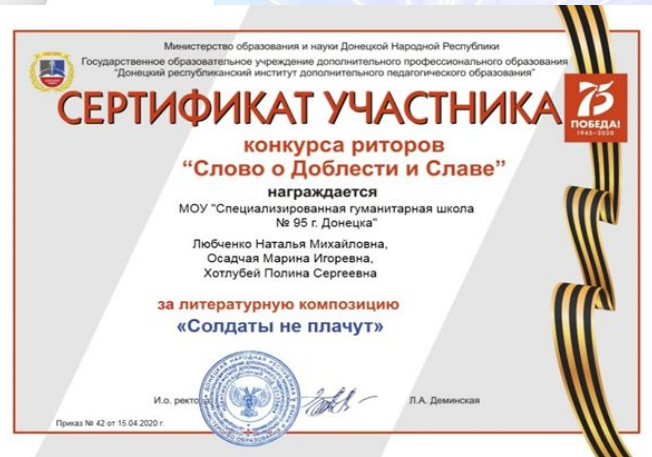 Министерство образования и науки Донецкой Народной Республики
Государственное образовательное учреждение дополнительного профессионального образования
"Донецкий республиканский институт дополнительного педагогического образования"
СЕРТИФИКАТ УЧАСТНИКА
75
ПОБЕДА!
1945–2020
конкурса риторов
“Слово о Доблести и Славе”
награждается
МОУ "Специализированная гуманитарная школа
№ 95 г. Донецка"
Любченко Наталья Михайловна,
Осадчая Марина Игоревна,
Хотлубей Полина Сергеевна
за литературную композицию
«Солдаты не плачут»
И.о. ректора
Л.А. Деминская
Приказ № 42 от 15.04.2020 г.